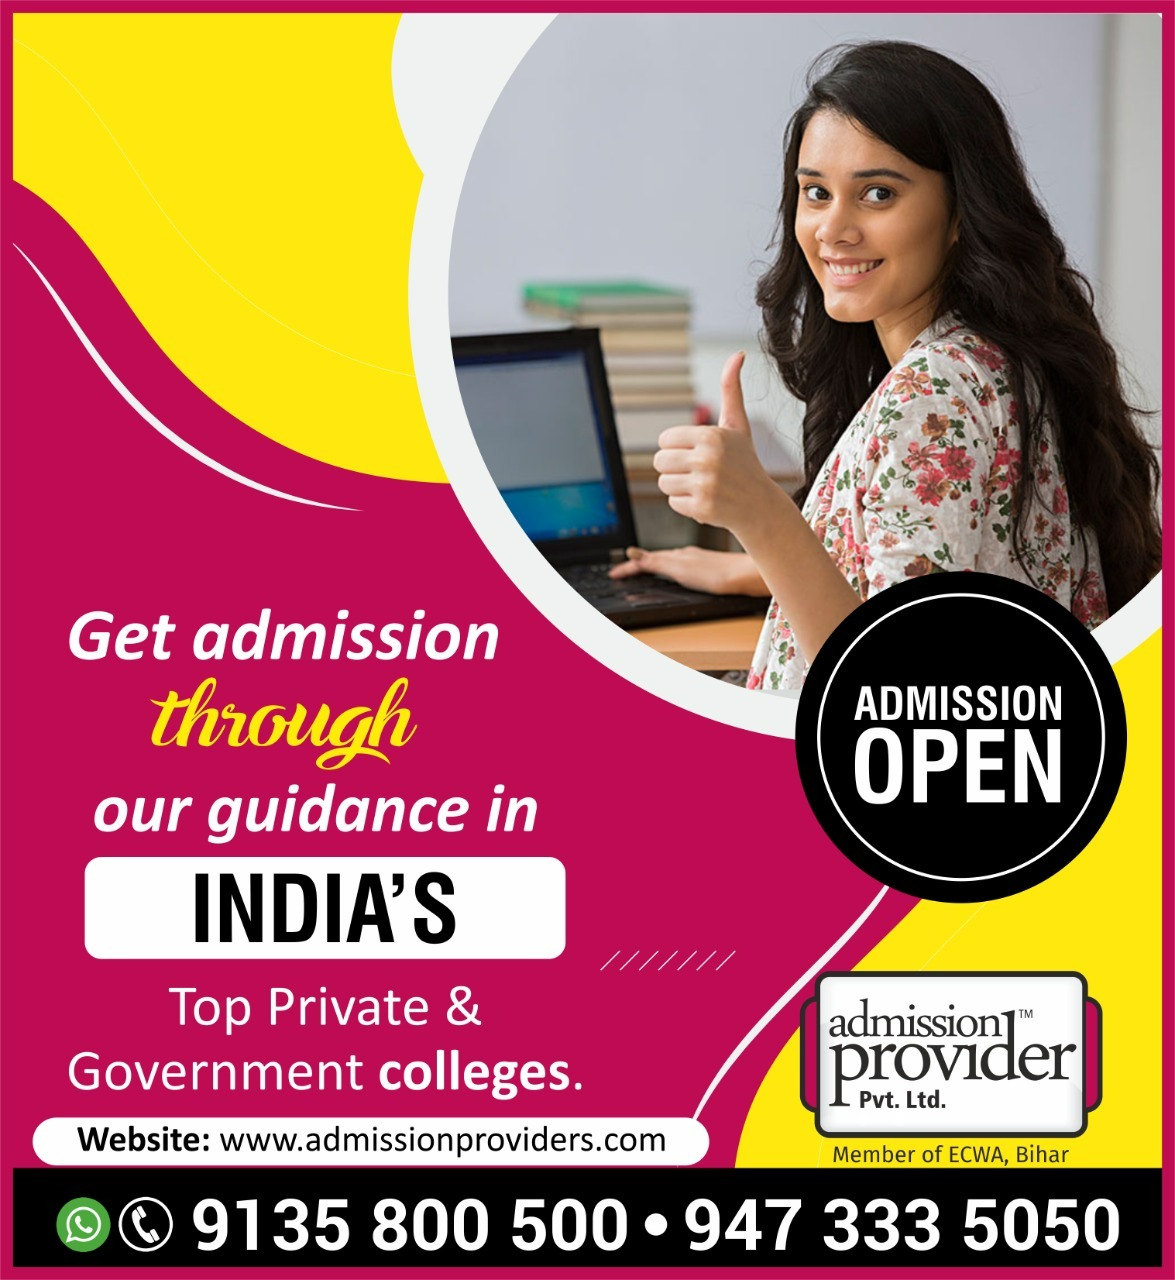 Get admission
through
our guidance in
INDIA'S
Top Private &
Government colleges.
Website: www.admissionproviders.com
ADMISSION
OPEN
admission™
provider
Pvt. Ltd.
Member of ECWA, Bihar
9135 800 500 • 947 333 5050